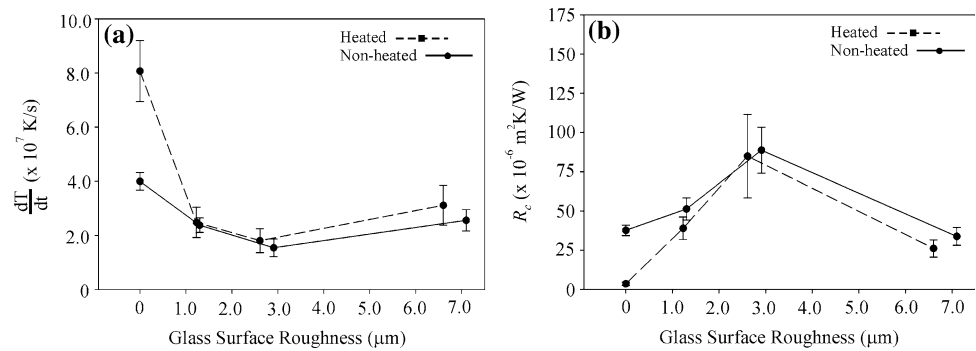 (a)
Heated
Non-heated
10.0
8.0
6.0
4.0
2.0
0
dT/dt (x 10⁷ K/s)
0 1.0 2.0 3.0 4.0 5.0 6.0 7.0
Glass Surface Roughness (μm)
(b)
Heated
Non-heated
175
150
125
100
75
50
25
0
R_c (x 10⁻⁶ m²K/W)
0 1.0 2.0 3.0 4.0 5.0 6.0 7.0
Glass Surface Roughness (μm)